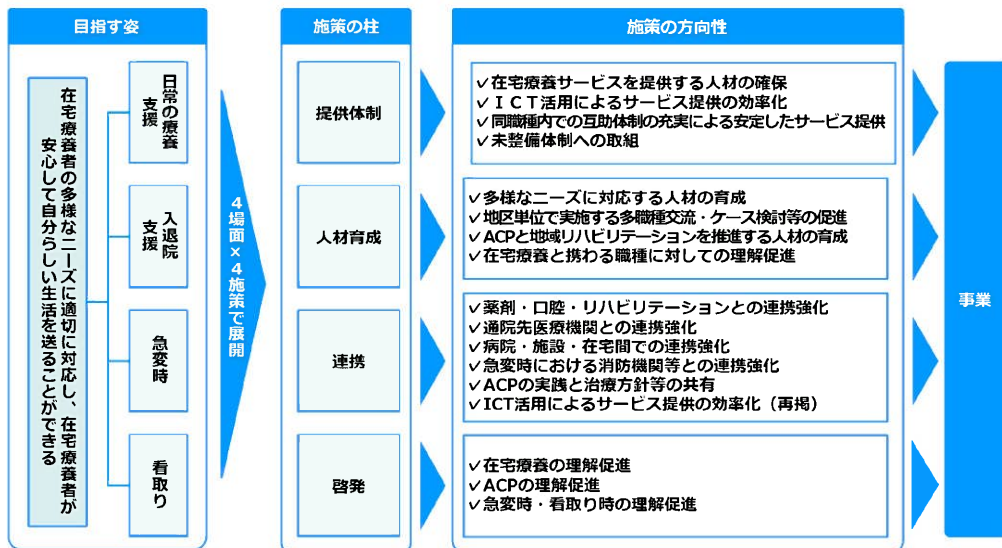 目指す姿
在宅療養者の多様なニーズに適切に対応し、在宅療養者が
安心して自分らしい生活を送ることができる
日常の療養
支援
入退院
支援
急変時
看取り
4場面×4施策で展開
施策の柱
提供体制
人材育成
連携
啓発
施策の方向性
✓在宅療養サービスを提供する人材の確保
✓ＩＣＴ活用によるサービス提供の効率化
✓同職種内での互助体制の充実による安定したサービス提供
✓未整備体制への取組
✓多様なニーズに対応する人材の育成
✓地区単位で実施する多職種交流・ケース検討等の促進
✓ACPと地域リハビリテーションを推進する人材の育成
✓在宅療養と携わる職種に対しての理解促進
✓薬剤・口腔・リハビリテーションとの連携強化
✓通院先医療機関との連携強化
✓病院・施設・在宅間での連携強化
✓急変時における消防機関等との連携強化
✓ACPの実践と治療方針等の共有
✓ICT活用によるサービス提供の効率化（再掲）
✓在宅療養の理解促進
✓ACPの理解促進
✓急変時・看取り時の理解促進
事業